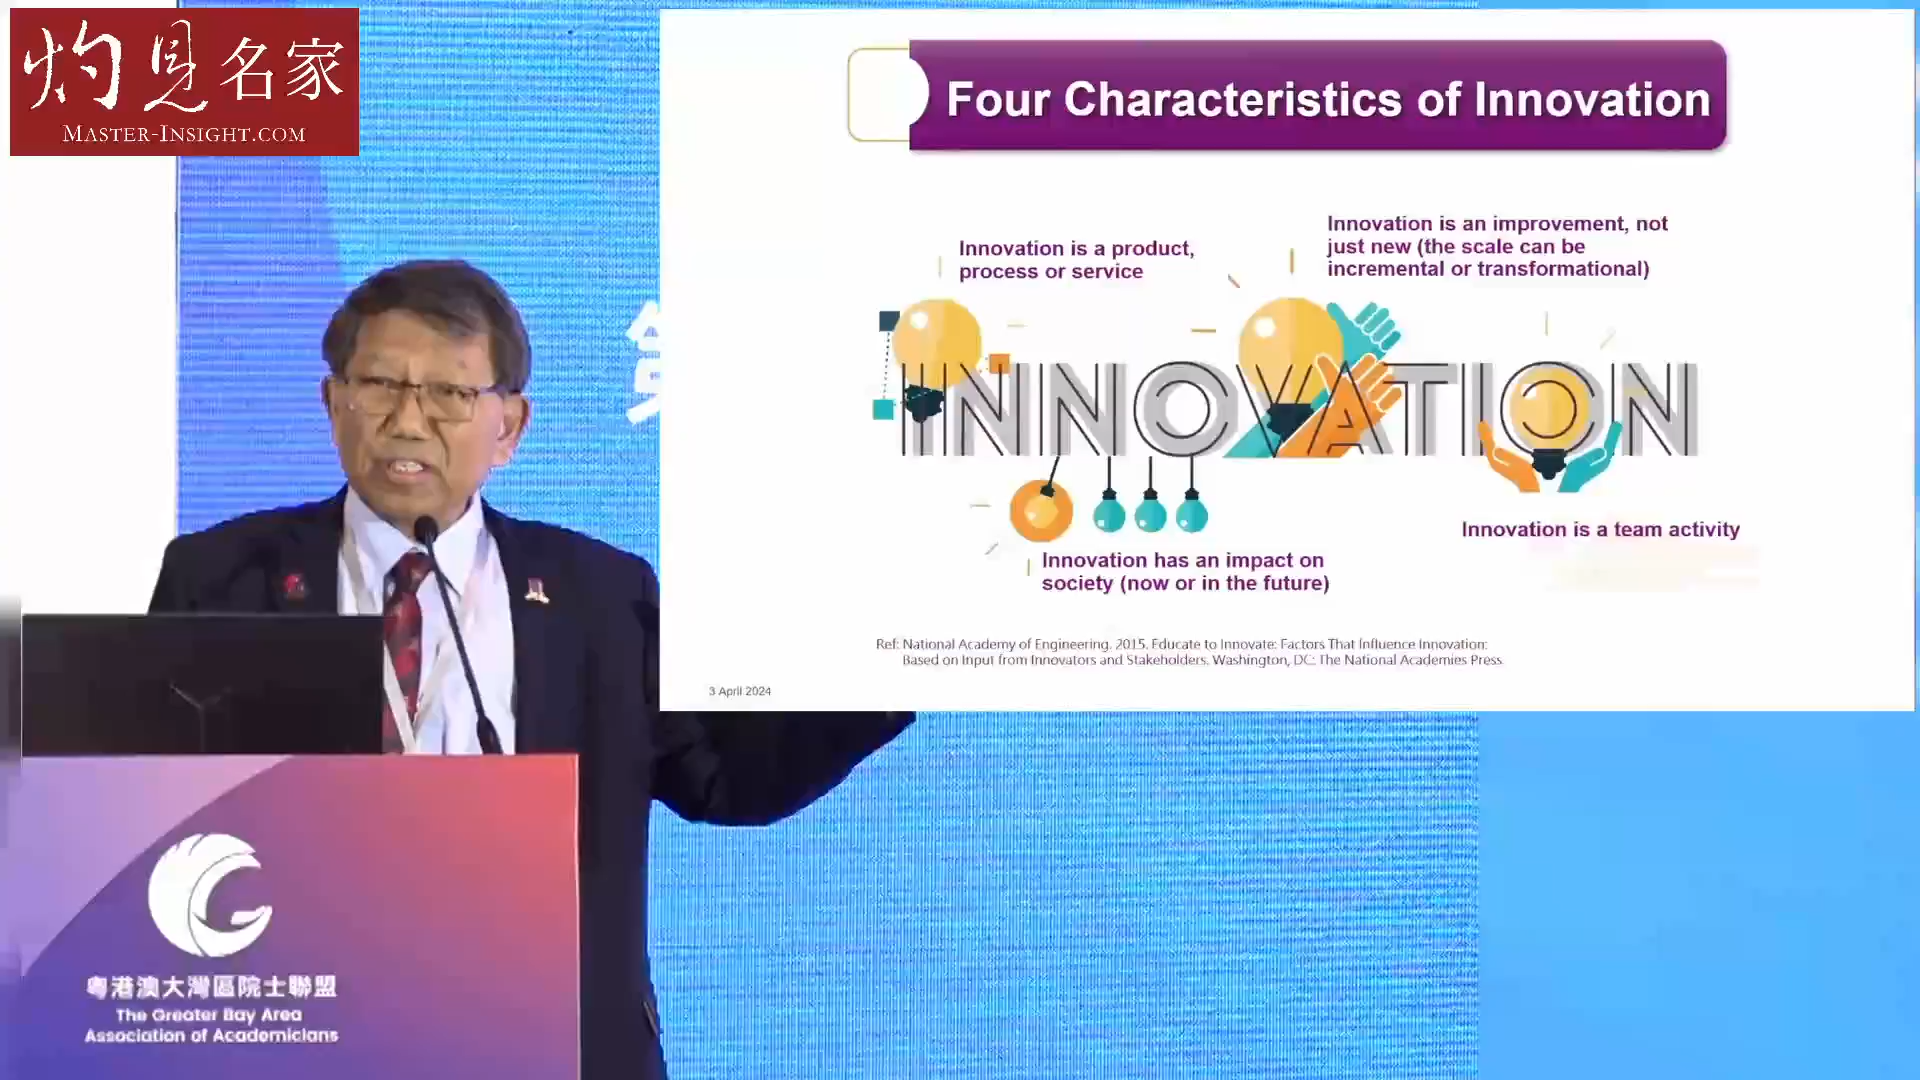 灼見名家
MASTER-INSIGHT.COM
Four Characteristics of Innovation
Innovation is a product,
process or service
Innovation is an improvement, not
just new (the scale can be
incremental or transformational)
INNOVATION
Innovation has an impact on
society (now or in the future)
Innovation is a team activity
Ref: National Academy of Engineering. 2015. Educate to Innovate: Factors That Influence Innovation:
Based on Input from Innovators and Stakeholders. Washington, DC: The National Academies Press
3 April 2024
粵港澳大灣區院士聯盟
The Greater Bay Area
Association of Academicians